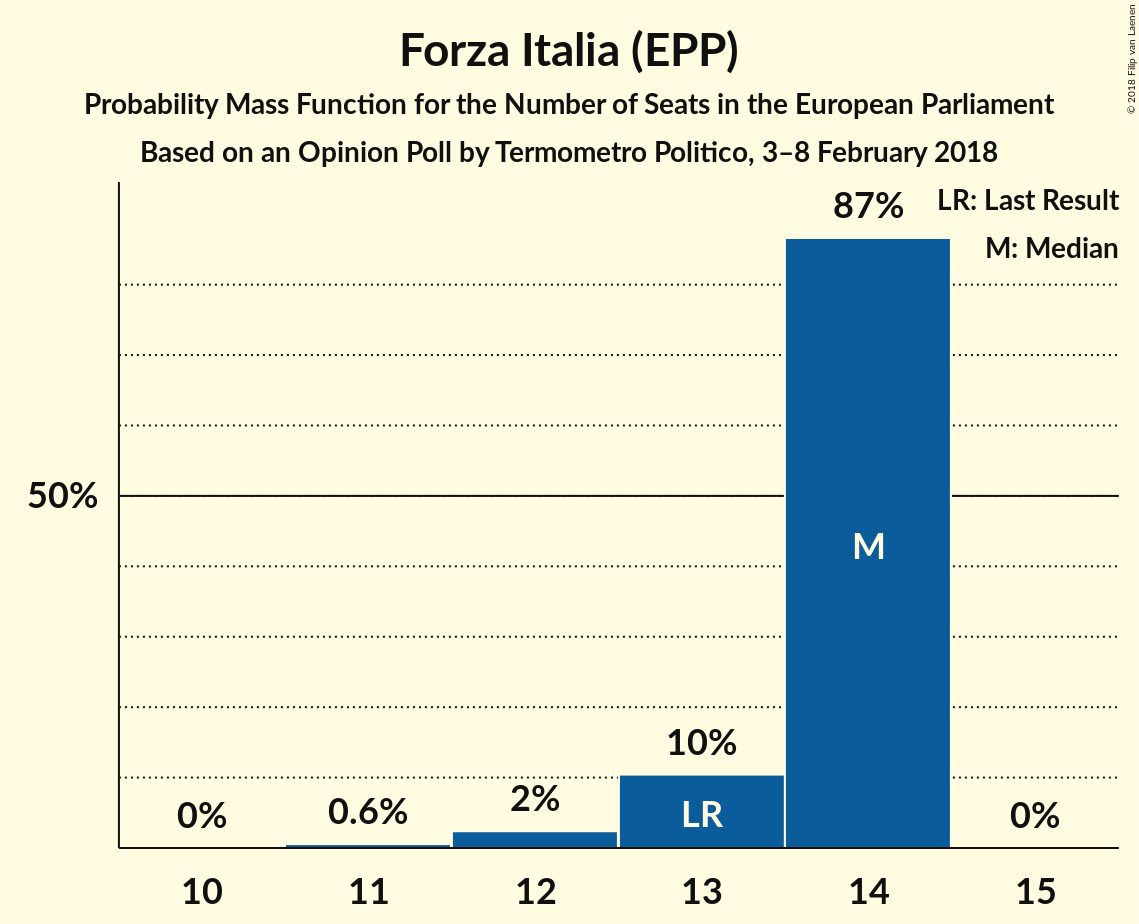 Forza Italia (EPP)
Probability Mass Function for the Number of Seats in the European Parliament
Based on an Opinion Poll by Termometro Politico, 3–8 February 2018
© 2018 Filip van Laenen
LR: Last Result
M: Median
87%
50%
M
10%
2%
0.6%
0%
0%
LR
10 11 12 13 14 15